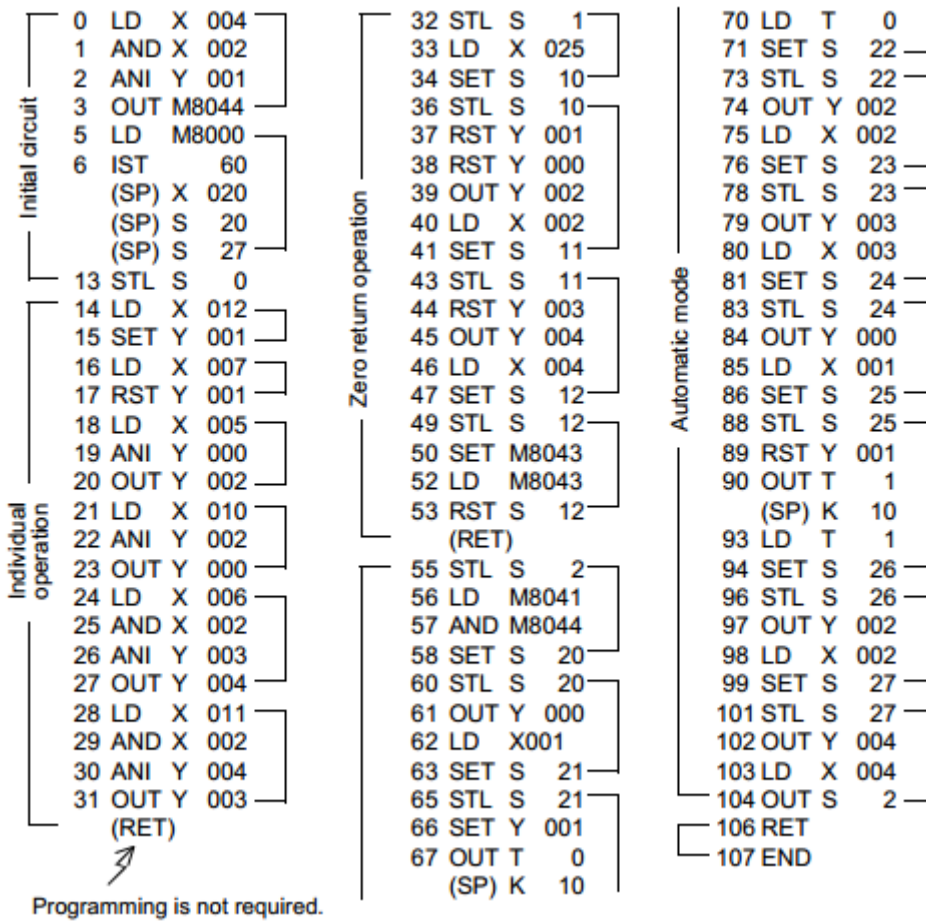 Initial circuit
0 LD X 004
1 AND X 002
2 ANI Y 001
3 OUT M8044
5 LD M8000
6 IST 60
(SP) X 020
(SP) S 20
(SP) S 27
13 STL S 0
Individual operation
14 LD X 012
15 SET Y 001
16 LD X 007
17 RST Y 001
18 LD X 005
19 ANI Y 000
20 OUT Y 002
21 LD X 010
22 ANI Y 002
23 OUT Y 000
24 LD X 006
25 AND X 002
26 ANI Y 003
27 OUT Y 004
28 LD X 011
29 AND X 002
30 ANI Y 004
31 OUT Y 003
(RET)
Programming is not required.
Zero return operation
32 STL S 1
33 LD X 025
34 SET S 10
36 STL S 10
37 RST Y 001
38 RST Y 000
39 OUT Y 002
40 LD X 002
41 SET S 11
43 STL S 11
44 RST Y 003
45 OUT Y 004
46 LD X 004
47 SET S 12
49 STL S 12
50 SET M8043
52 LD M8043
53 RST S 12
(RET)
55 STL S 2
56 LD M8041
57 AND M8044
58 SET S 20
60 STL S 20
61 OUT Y 000
62 LD X001
63 SET S 21
65 STL S 21
66 SET Y 001
67 OUT T 0
(SP) K 10
Automatic mode
70 LD T 0
71 SET S 22
73 STL S 22
74 OUT Y 002
75 LD X 002
76 SET S 23
78 STL S 23
79 OUT Y 003
80 LD X 003
81 SET S 24
83 STL S 24
84 OUT Y 000
85 LD X 001
86 SET S 25
88 STL S 25
89 RST Y 001
90 OUT T 1
(SP) K 10
93 LD T 1
94 SET S 26
96 STL S 26
97 OUT Y 002
98 LD X 002
99 SET S 27
101 STL S 27
102 OUT Y 004
103 LD X 004
104 OUT S 2
106 RET
107 END